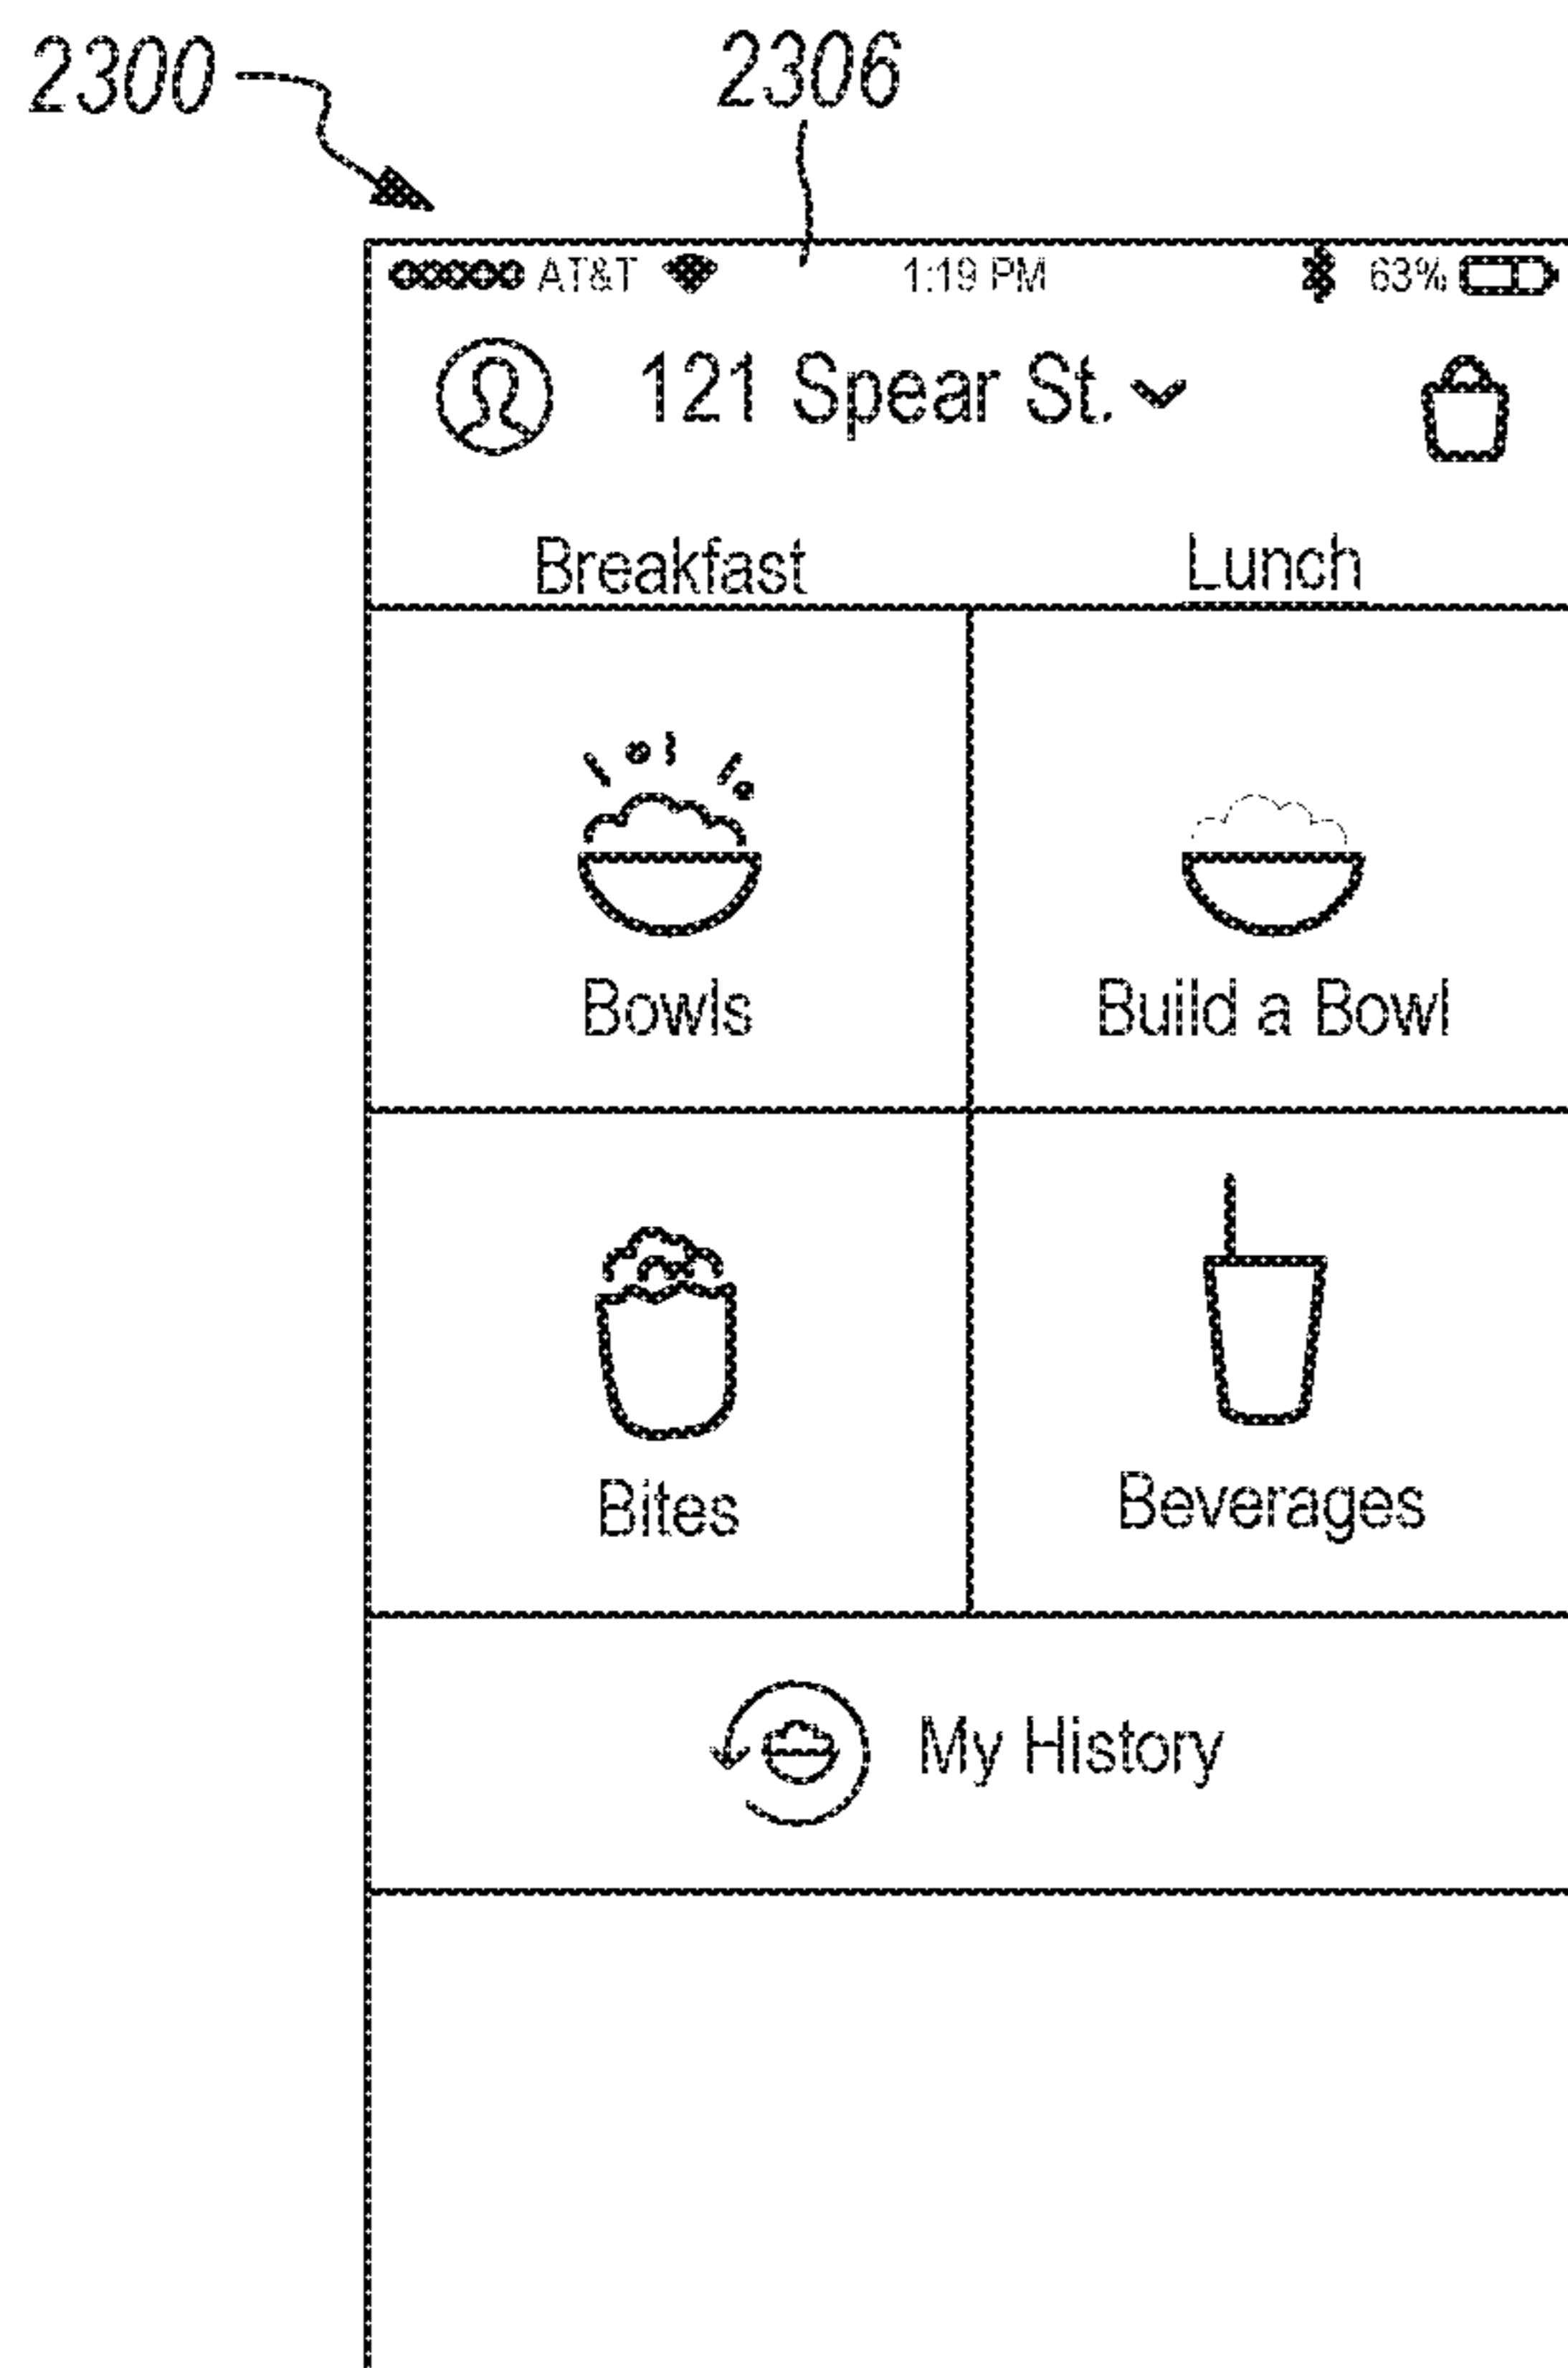 2300 2306
AT&T 1:19 PM 63%
121 Spear St.
Breakfast Lunch
Bowls Build a Bowl
Bites Beverages
My History